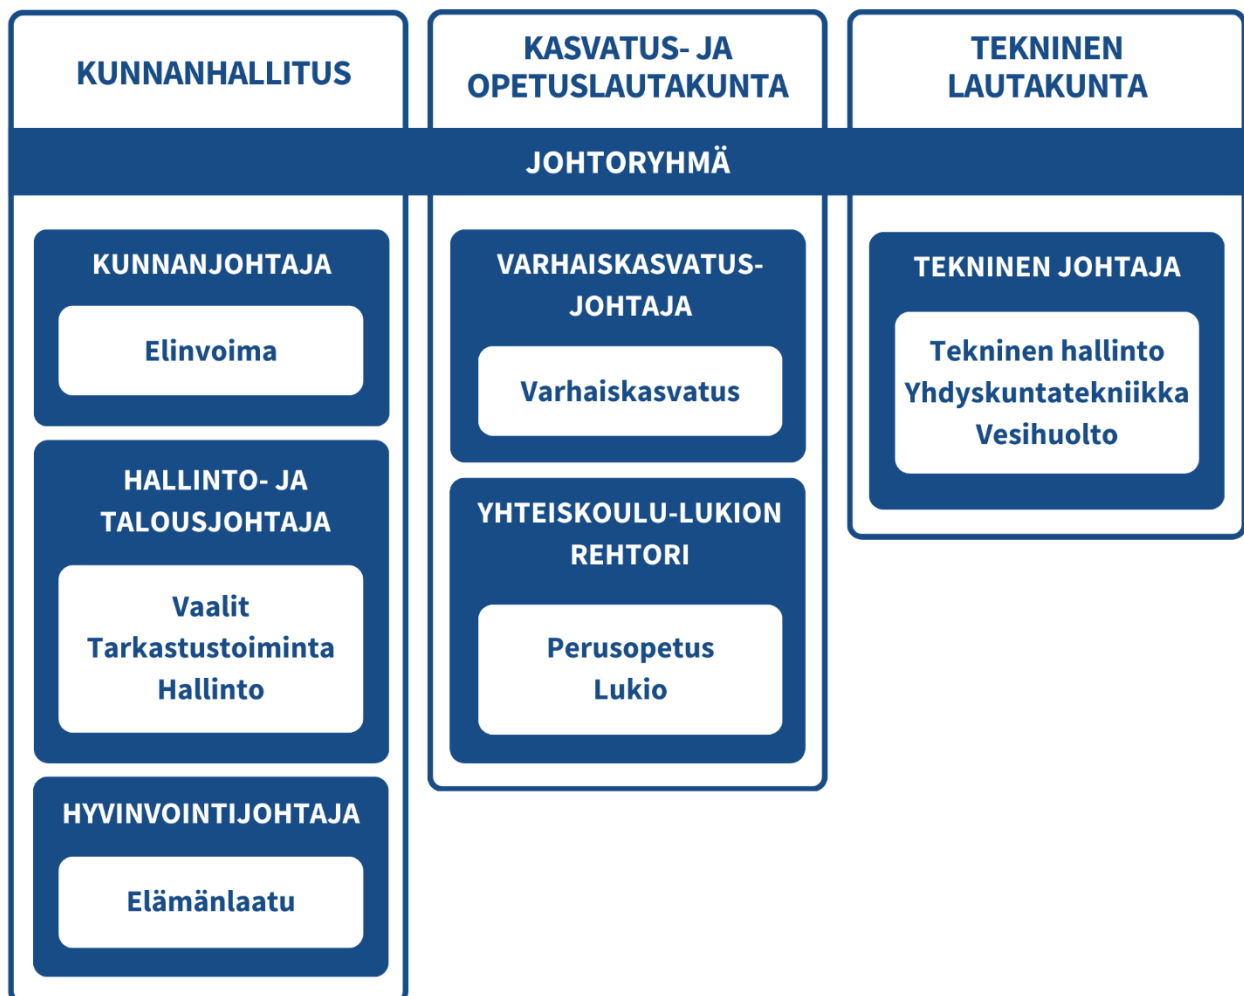 KUNNANHALLITUS
KASVATUS- JA
OPETUSLAUTAKUNTA
TEKNINEN
LAUTAKUNTA
JOHTORYHMÄ
KUNNANJOHTAJA
Elinvoima
HALLINTO- JA
TALOUSJOHTAJA
Vaalit
Tarkastustoiminta
Hallinto
HYVINVOINTIJOHTAJA
Elämänlaatu
VARHAISKASVATUS-
JOHTAJA
Varhaiskasvatus
YHTEISKOULU-LUKION
REHTORI
Perusopetus
Lukio
TEKNINEN JOHTAJA
Tekninen hallinto
Yhdyskuntatekniikka
Vesihuolto